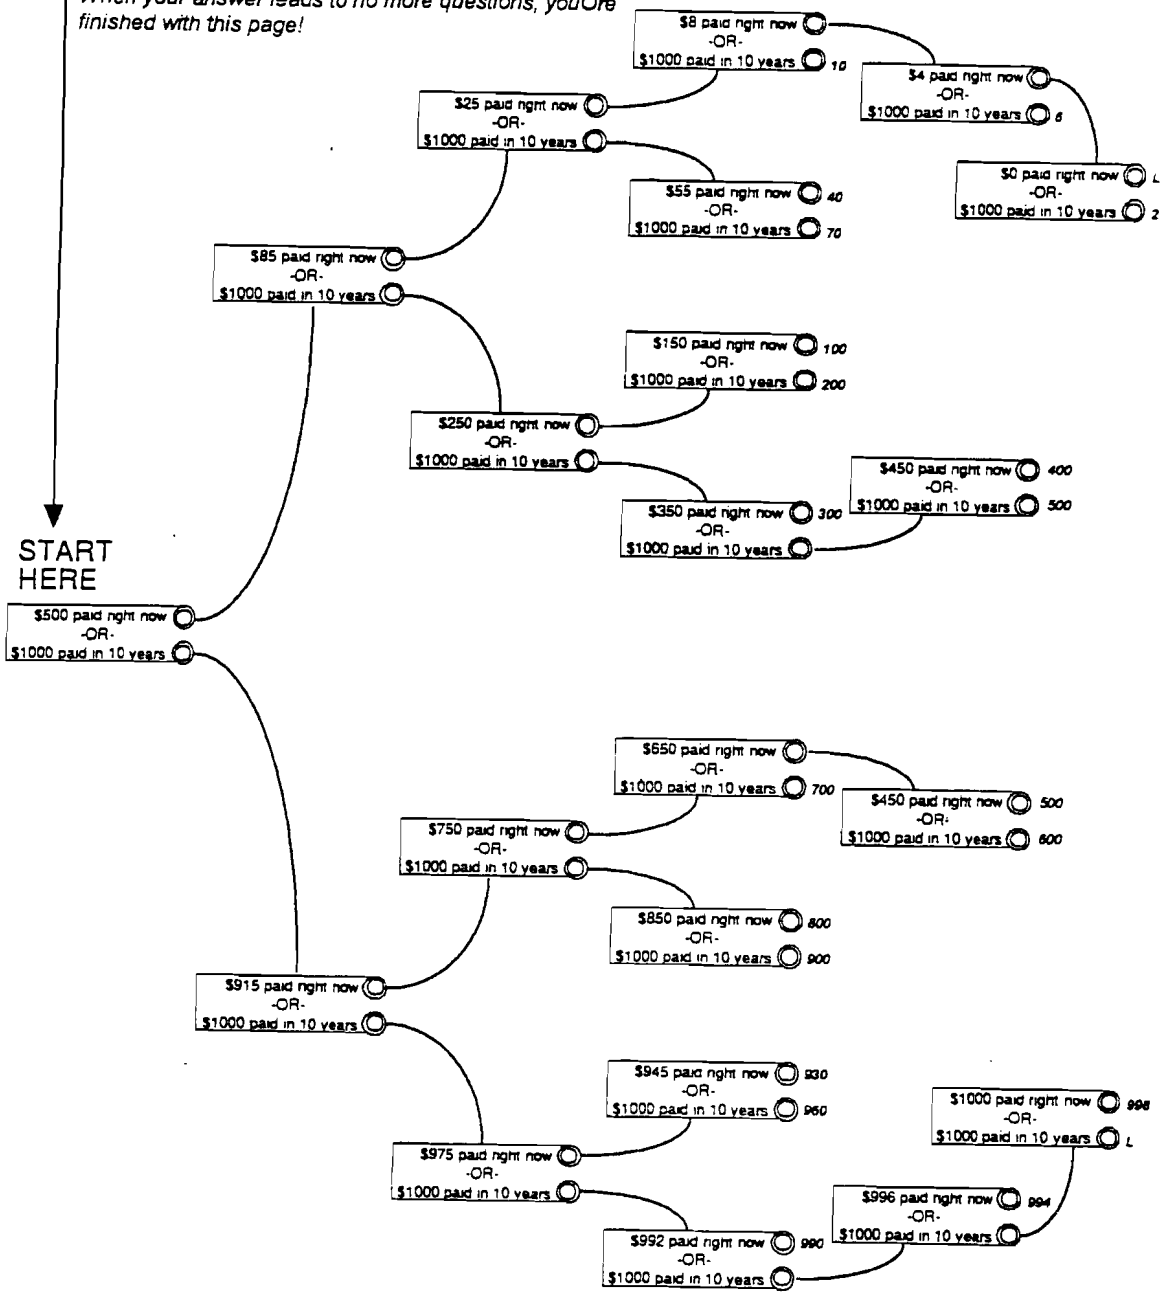 finished with this page!
$8 paid right now
-OR-
$1000 paid in 10 years 10
$4 paid right now
-OR-
$1000 paid in 10 years 6
$0 paid right now L
-OR-
$1000 paid in 10 years 2
$25 paid right now
-OR-
$1000 paid in 10 years
$55 paid right now 40
-OR-
$1000 paid in 10 years 70
$85 paid right now
-OR-
$1000 paid in 10 years
$150 paid right now 100
-OR-
$1000 paid in 10 years 200
$250 paid right now
-OR-
$1000 paid in 10 years
$450 paid right now 400
-OR-
$1000 paid in 10 years 500
$350 paid right now 300
-OR-
$1000 paid in 10 years
START
HERE
$500 paid right now
-OR-
$1000 paid in 10 years
$650 paid right now
-OR-
$1000 paid in 10 years 700
$450 paid right now 500
-OR-
$1000 paid in 10 years 600
$750 paid right now
-OR-
$1000 paid in 10 years
$850 paid right now 800
-OR-
$1000 paid in 10 years 900
$915 paid right now
-OR-
$1000 paid in 10 years
$945 paid right now 930
-OR-
$1000 paid in 10 years 960
$1000 paid right now 998
-OR-
$1000 paid in 10 years L
$975 paid right now
-OR-
$1000 paid in 10 years
$996 paid right now 994
-OR-
$1000 paid in 10 years
$992 paid right now 990
-OR-
$1000 paid in 10 years